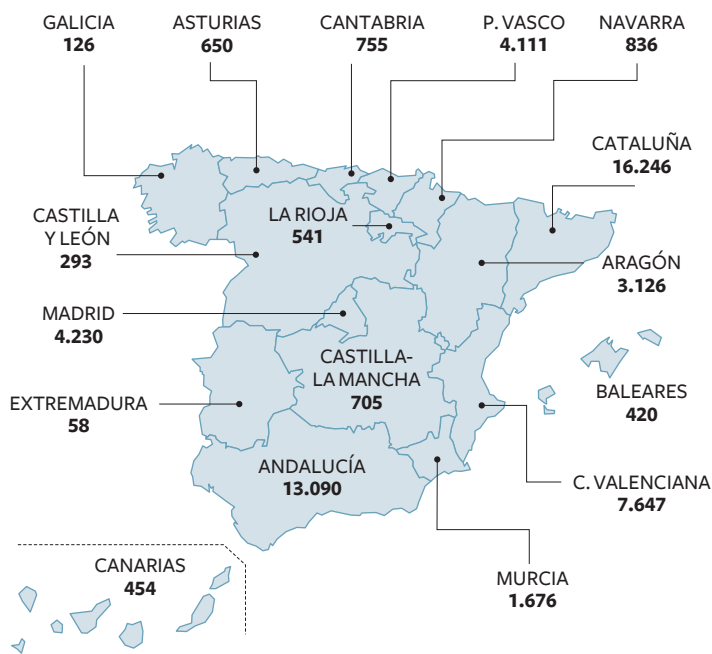 GALICIA
126
ASTURIAS
650
CANTABRIA
755
P. VASCO
4.111
NAVARRA
836
CATALUÑA
16.246
CASTILLA
Y LEÓN
293
LA RIOJA
541
ARAGÓN
3.126
MADRID
4.230
CASTILLA-
LA MANCHA
705
BALEARES
420
EXTREMADURA
58
ANDALUCÍA
13.090
C. VALENCIANA
7.647
CANARIAS
454
MURCIA
1.676